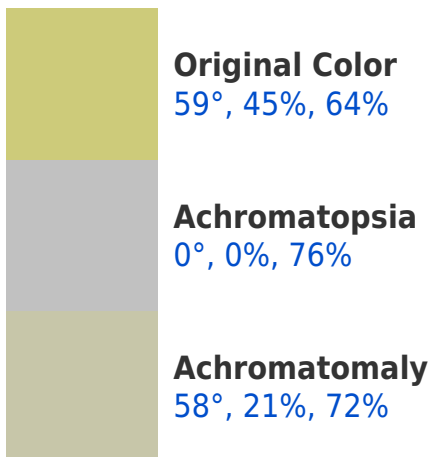 Original Color
59°, 45%, 64%
Achromatopsia
0°, 0%, 76%
Achromatomaly
58°, 21%, 72%